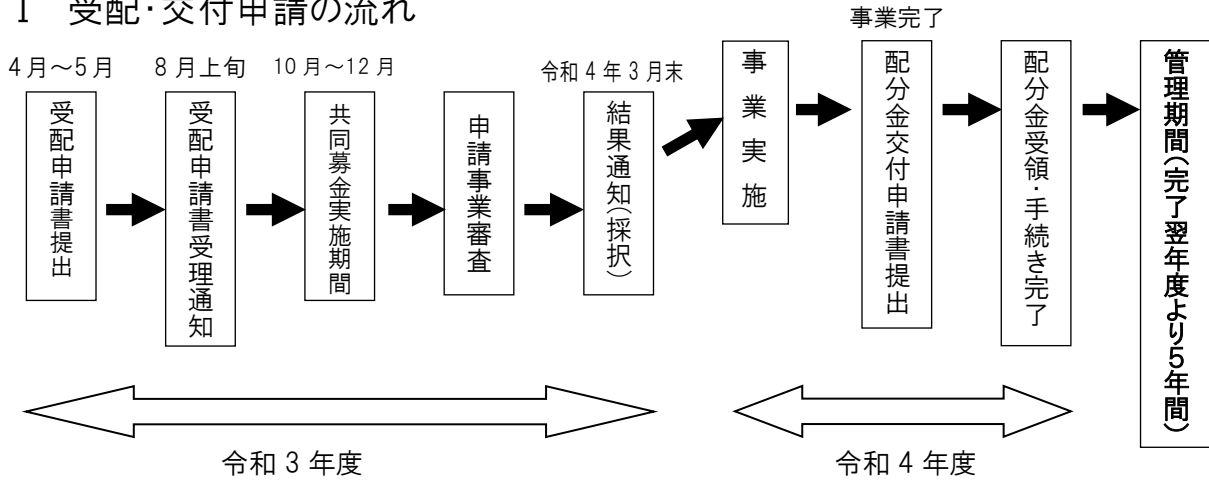 I 受配・交付申請の流れ
4月～5月
受配申請書提出
8月上旬
受配申請書受理通知
10月～12月
共同募金実施期間
申請事業審査
令和4年3月末
結果通知（採択）
事業実施
事業完了
配分金交付申請書提出
配分金受領・手続き完了
管理期間（完了翌年度より5年間）
令和3年度
令和4年度